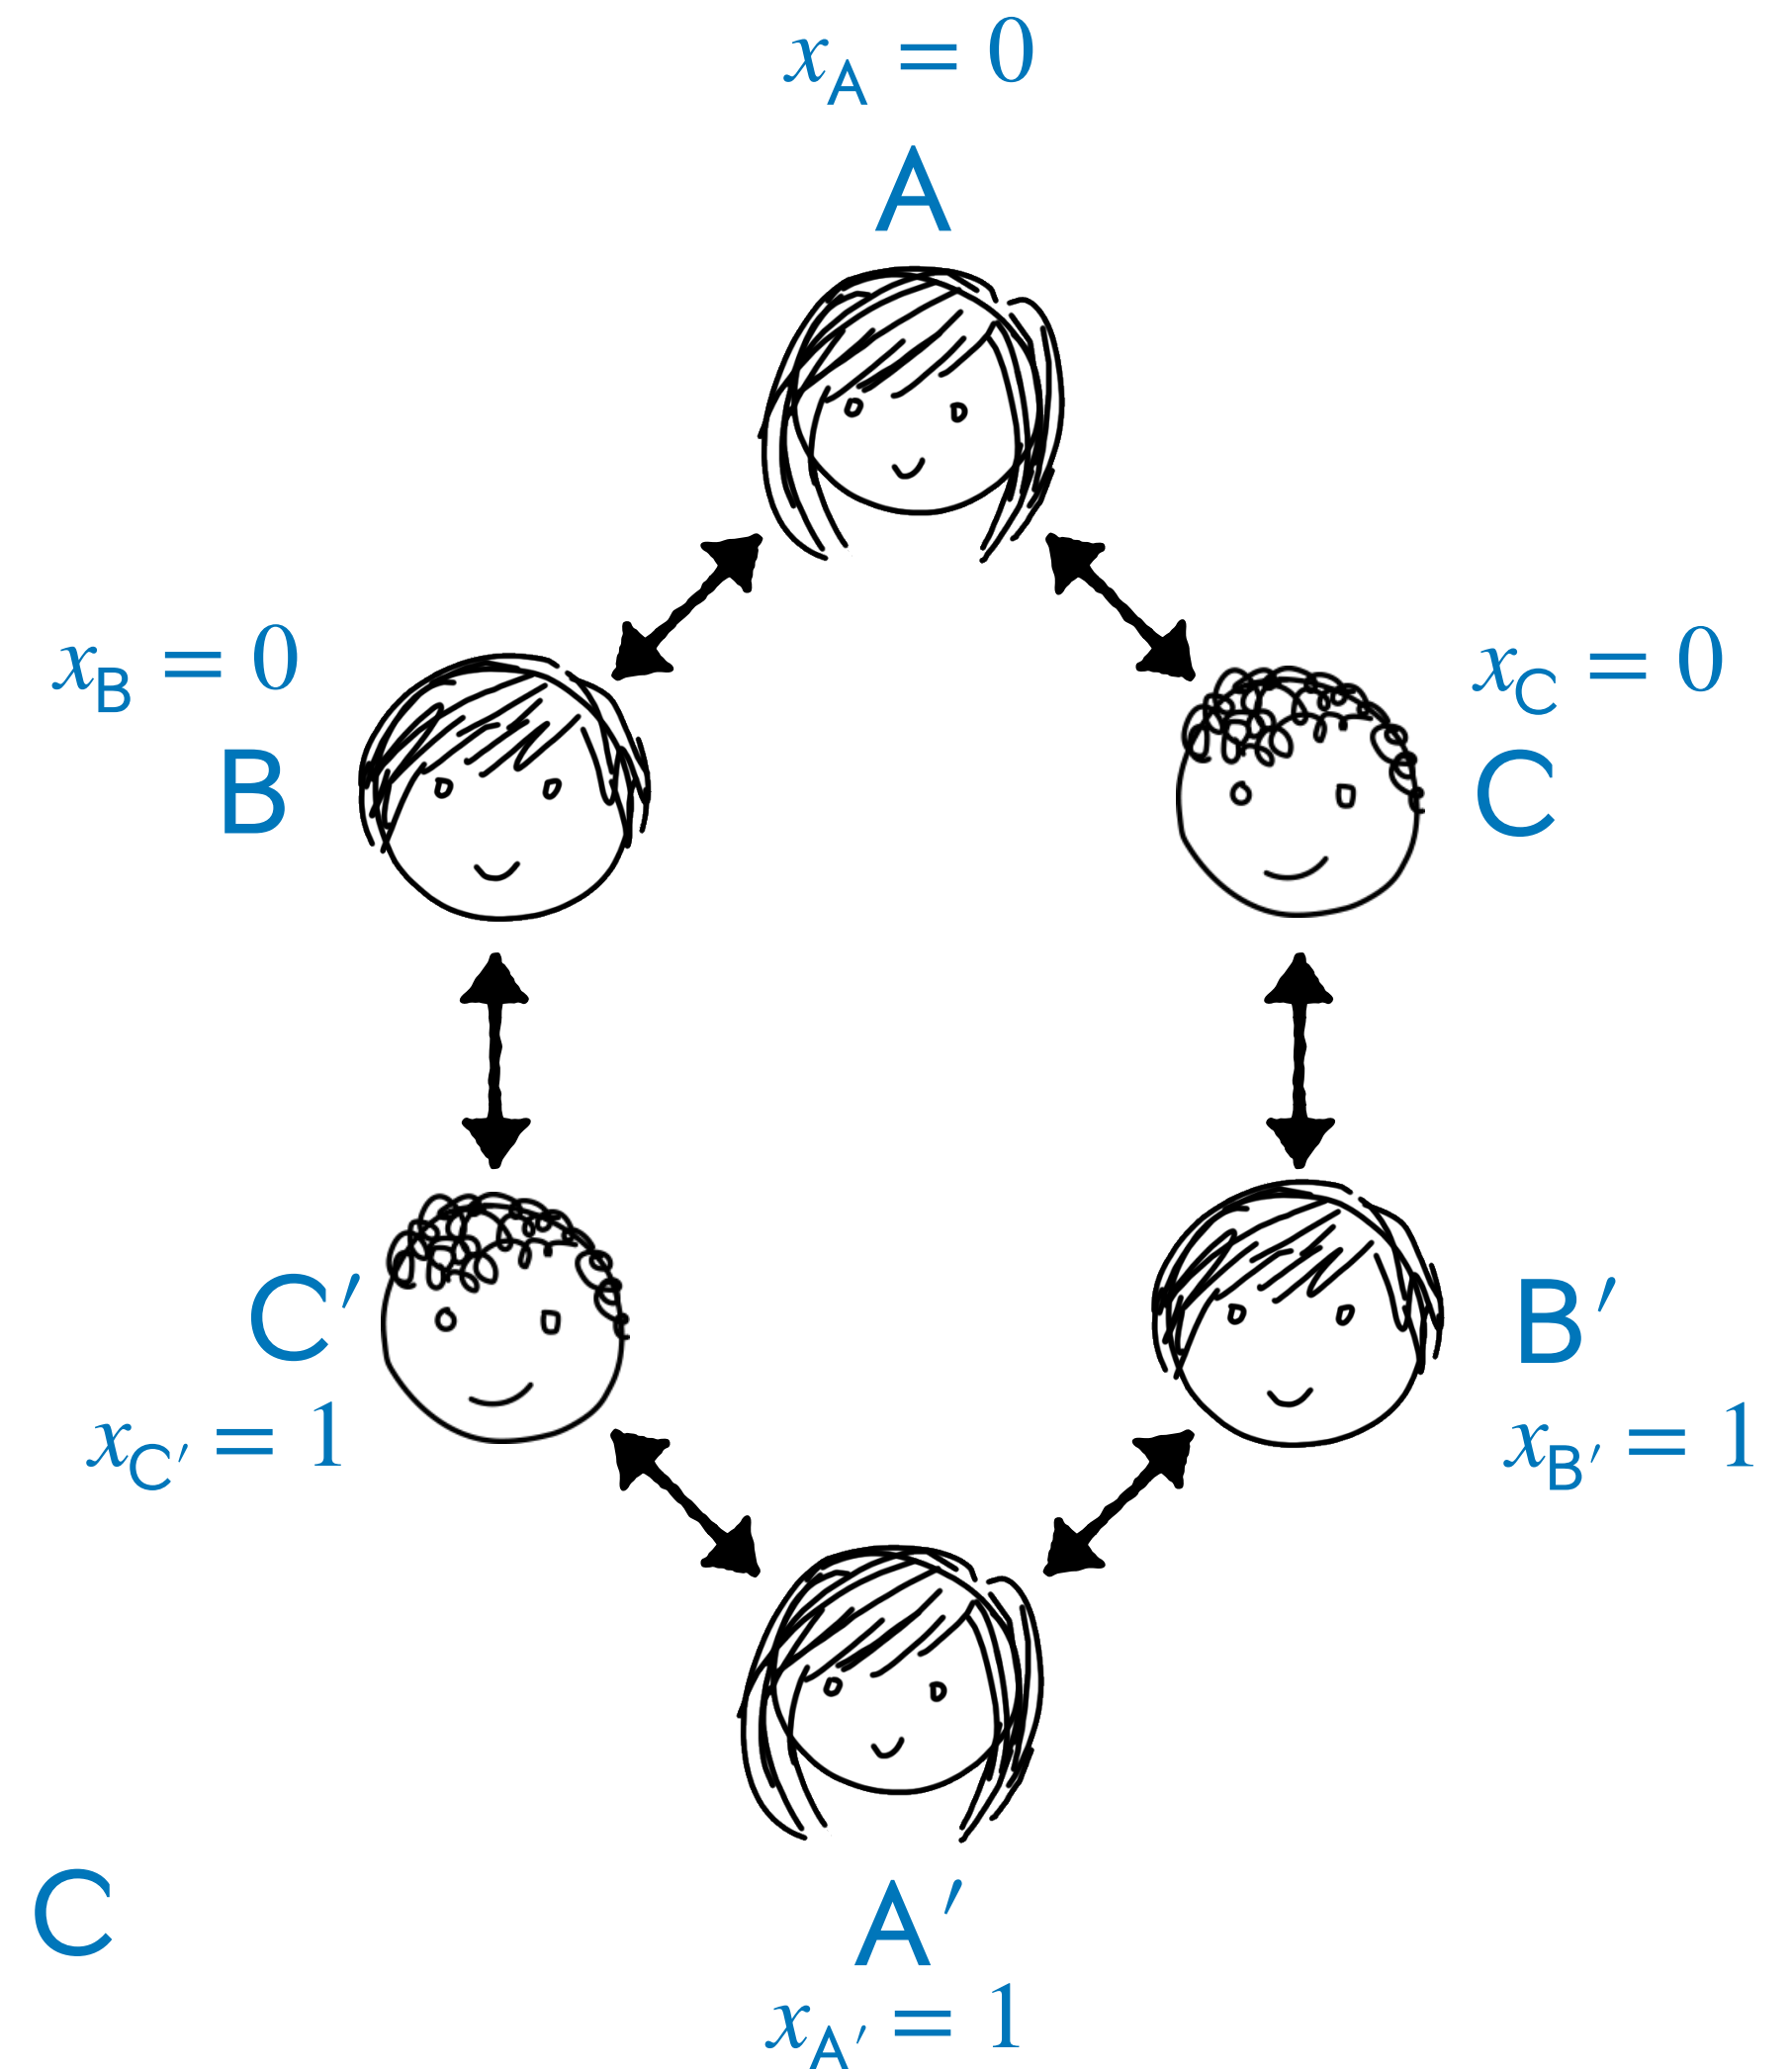 x_A = 0
A
x_B = 0
x_C = 0
B
C
C′
B′
x_C′ = 1
x_B′ = 1
C
A′
x_A′ = 1